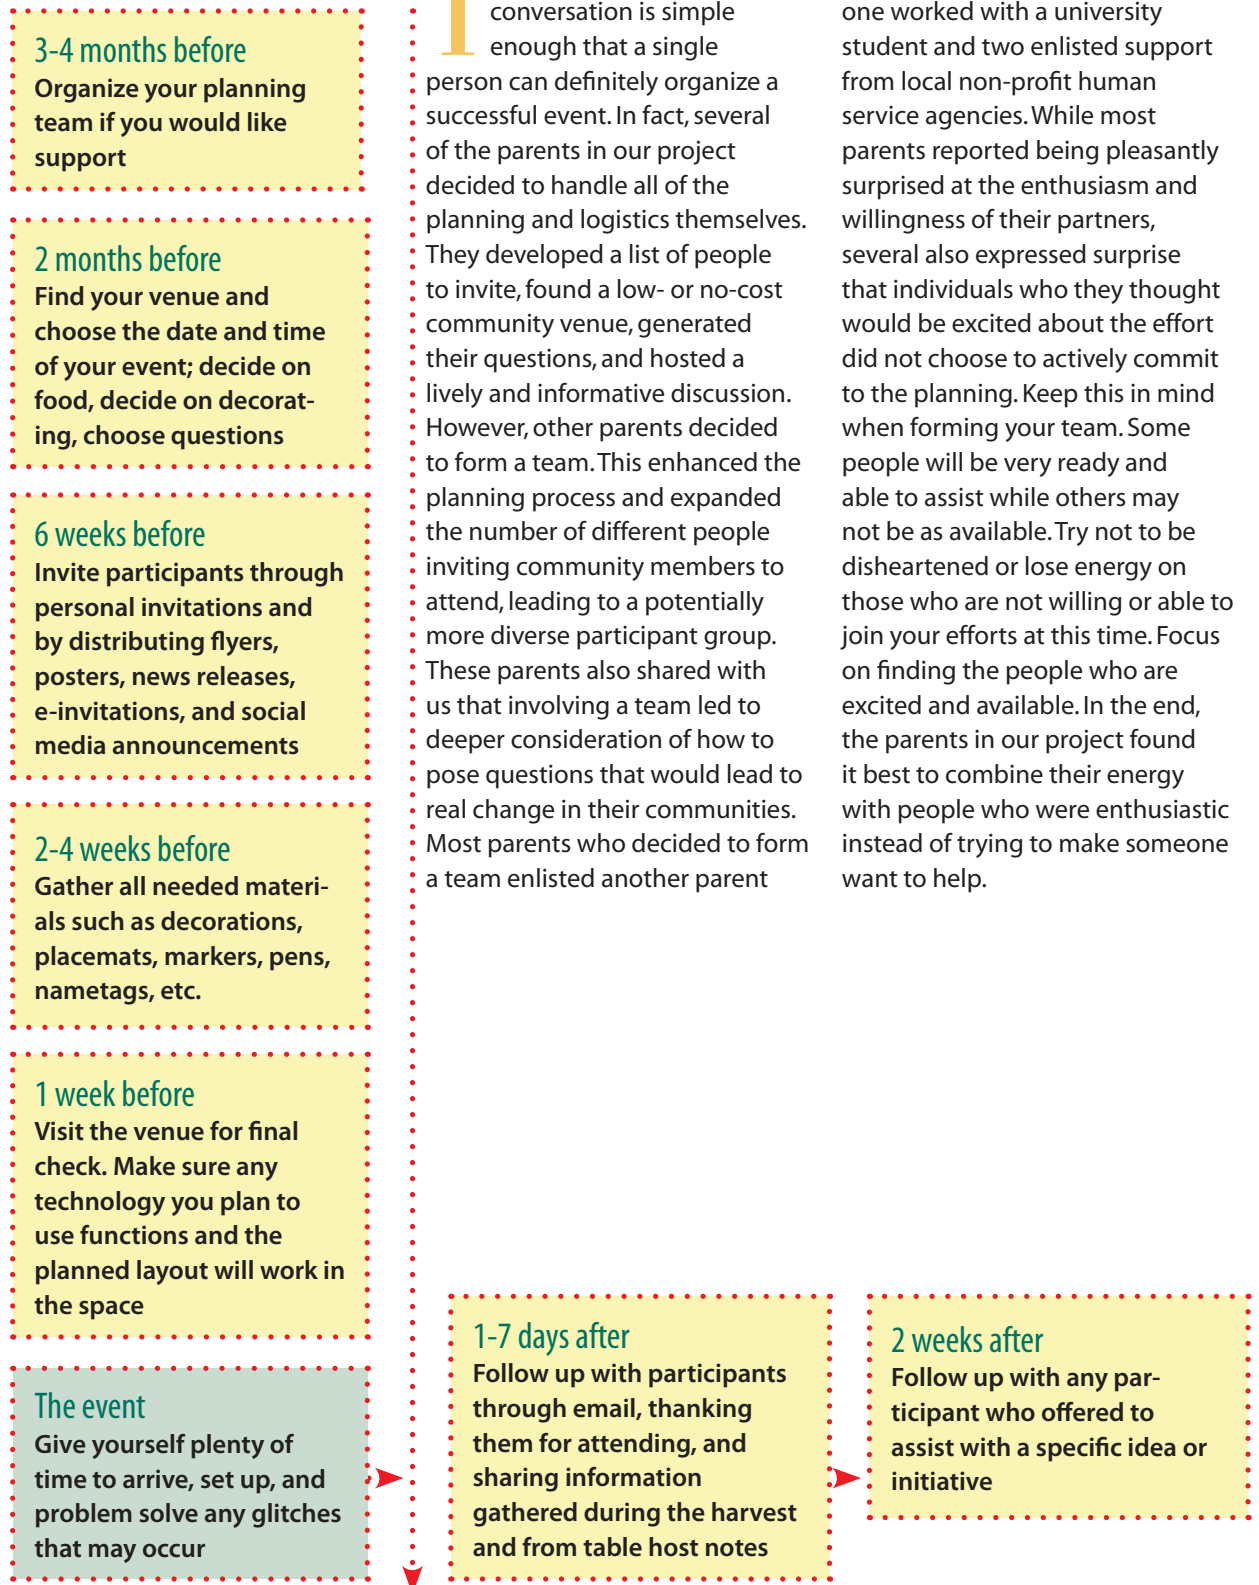 3-4 months before
Organize your planning
team if you would like
support
2 months before
Find your venue and
choose the date and time
of your event; decide on
food, decide on decorat-
ing, choose questions
6 weeks before
Invite participants through
personal invitations and
by distributing flyers,
posters, news releases,
e-invitations, and social
media announcements
2-4 weeks before
Gather all needed materi-
als such as decorations,
placemats, markers, pens,
nametags, etc.
1 week before
Visit the venue for final
check. Make sure any
technology you plan to
use functions and the
planned layout will work in
the space
The event
Give yourself plenty of
time to arrive, set up, and
problem solve any glitches
that may occur
conversation is simple
enough that a single
person can definitely organize a
successful event. In fact, several
of the parents in our project
decided to handle all of the
planning and logistics themselves.
They developed a list of people
to invite, found a low- or no-cost
community venue, generated
their questions, and hosted a
lively and informative discussion.
However, other parents decided
to form a team. This enhanced the
planning process and expanded
the number of different people
inviting community members to
attend, leading to a potentially
more diverse participant group.
These parents also shared with
us that involving a team led to
deeper consideration of how to
pose questions that would lead to
real change in their communities.
Most parents who decided to form
a team enlisted another parent
one worked with a university
student and two enlisted support
from local non-profit human
service agencies. While most
parents reported being pleasantly
surprised at the enthusiasm and
willingness of their partners,
several also expressed surprise
that individuals who they thought
would be excited about the effort
did not choose to actively commit
to the planning. Keep this in mind
when forming your team. Some
people will be very ready and
able to assist while others may
not be as available. Try not to be
disheartened or lose energy on
those who are not willing or able to
join your efforts at this time. Focus
on finding the people who are
excited and available. In the end,
the parents in our project found
it best to combine their energy
with people who were enthusiastic
instead of trying to make someone
want to help.
1-7 days after
Follow up with participants
through email, thanking
them for attending, and
sharing information
gathered during the harvest
and from table host notes
2 weeks after
Follow up with any par-
ticipant who offered to
assist with a specific idea or
initiative